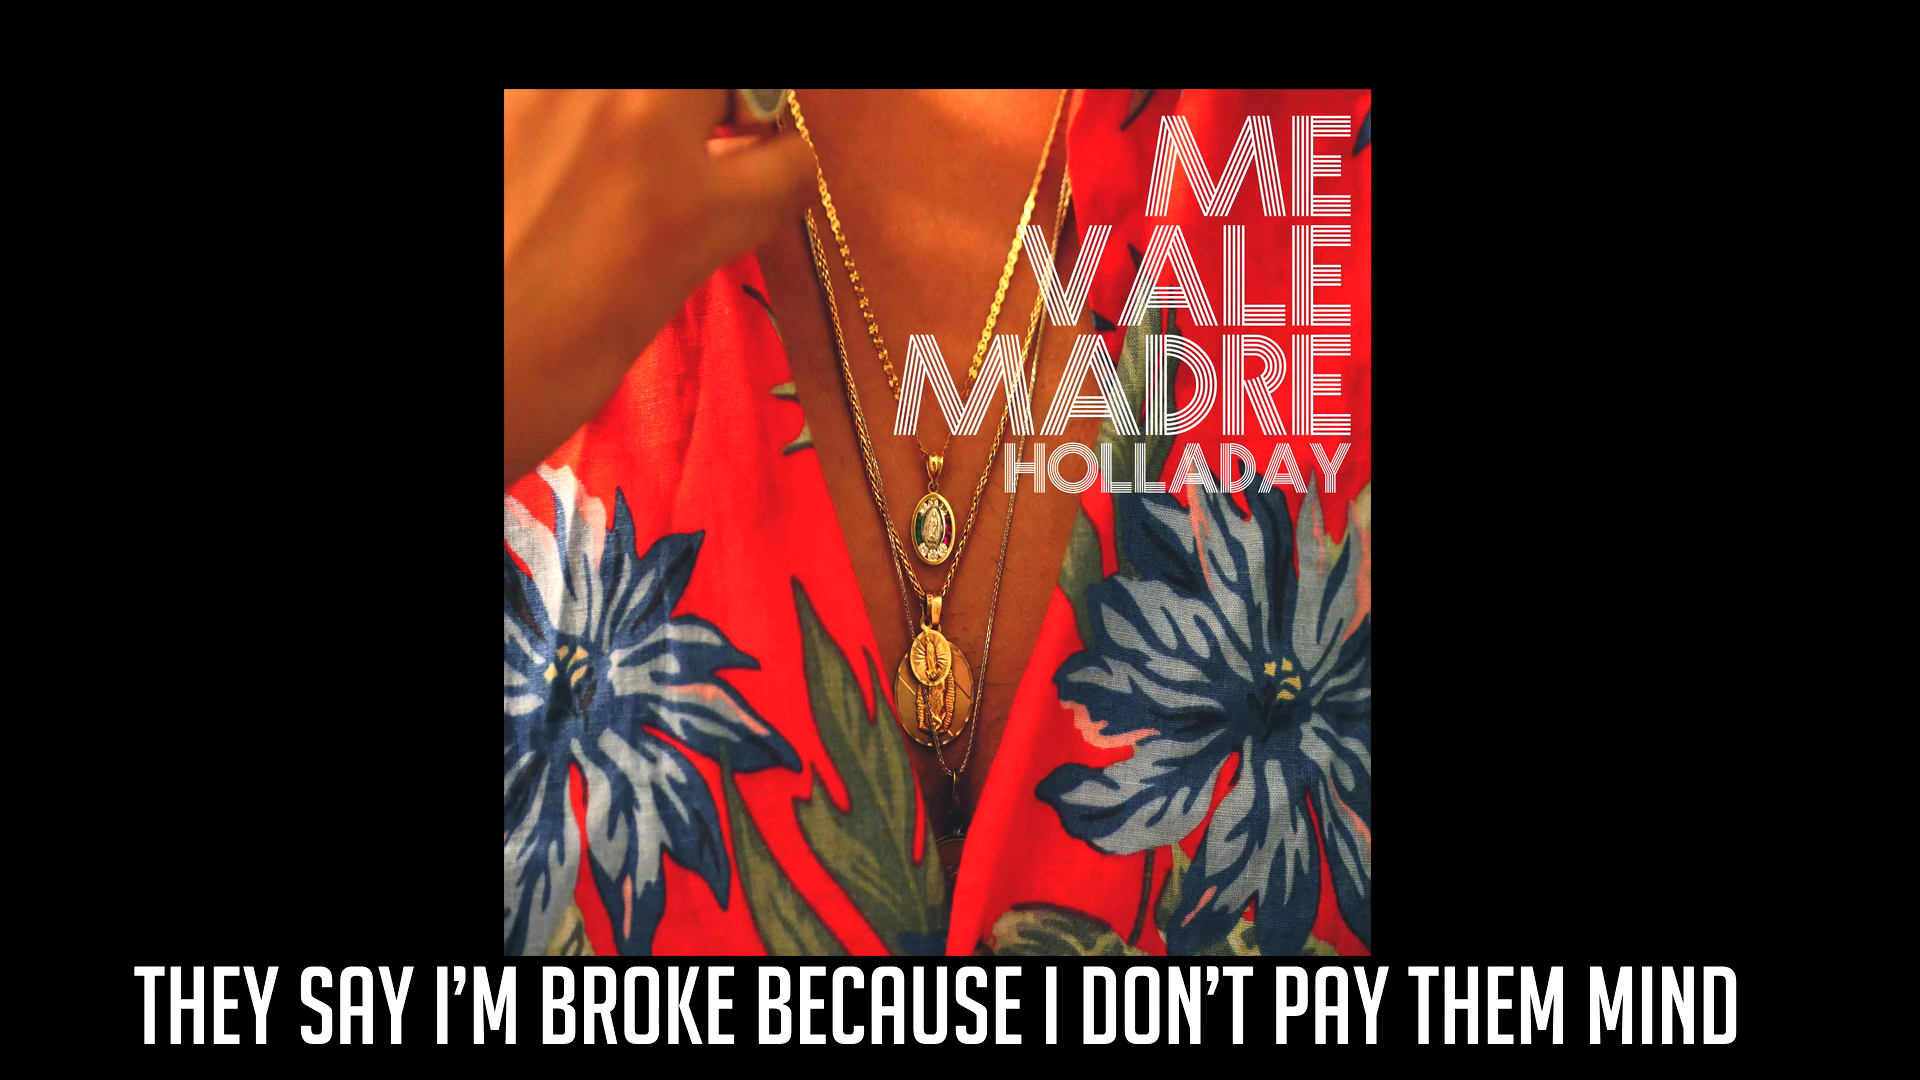 ME
VALE
MADRE
HOLLADAY
THEY SAY I'M BROKE BECAUSE I DON'T PAY THEM MIND